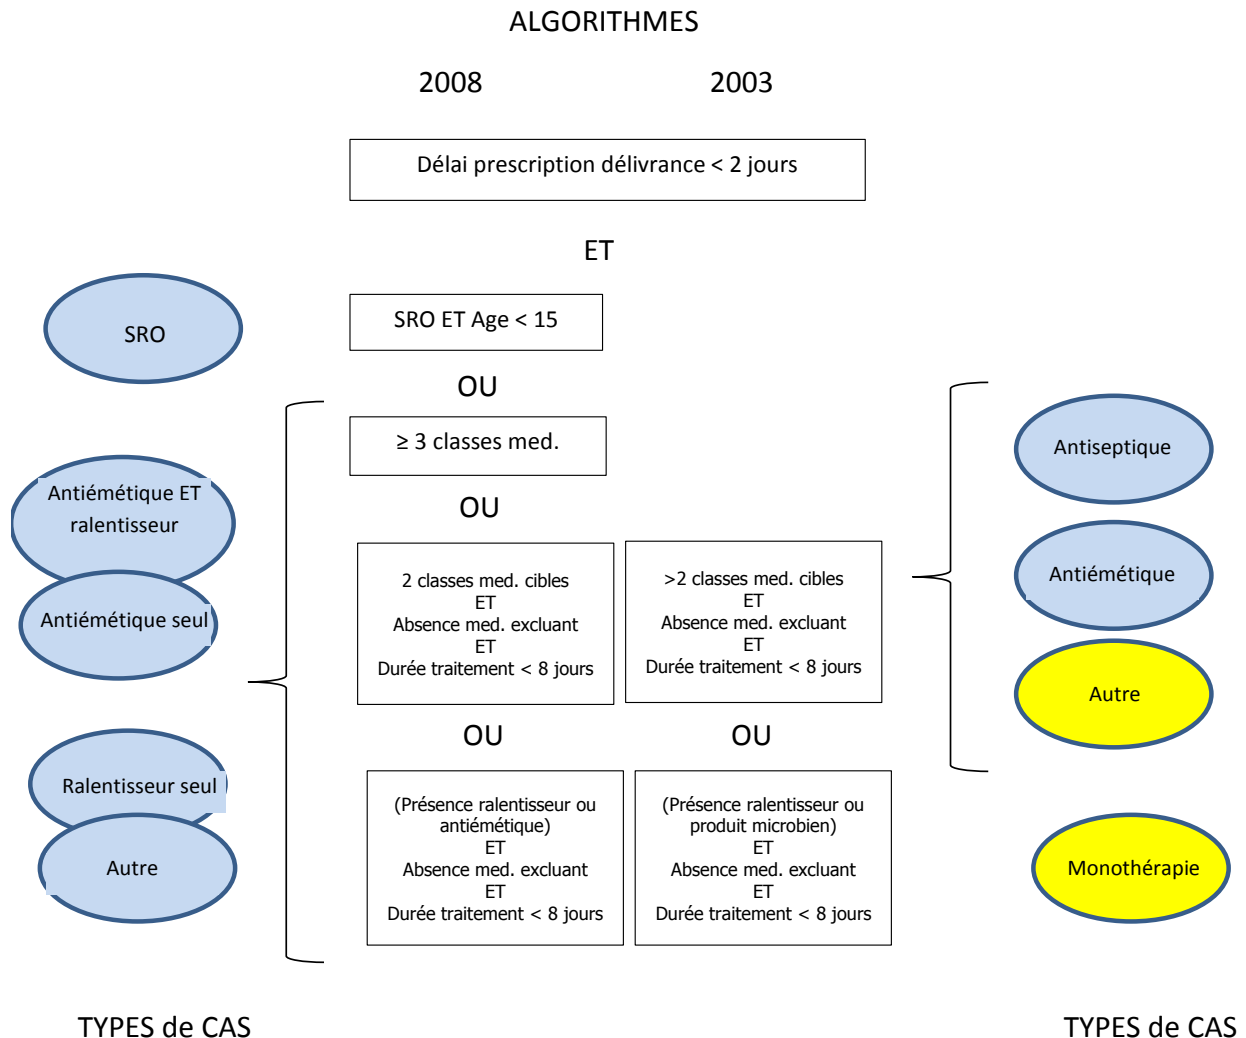 ALGORITHMES
2008
2003
Délai prescription délivrance < 2 jours
ET
SRO
SRO ET Age < 15
OU
≥ 3 classes med.
OU
Antiémétique ET
ralentisseur
Antiémétique seul
2 classes med. cibles
ET
Absence med. excluant
ET
Durée traitement < 8 jours
>2 classes med. cibles
ET
Absence med. excluant
ET
Durée traitement < 8 jours
Antiseptique
Antiémétique
Autre
OU
OU
Ralentisseur seul
Autre
(Présence ralentisseur ou
antiémétique)
ET
Absence med. excluant
ET
Durée traitement < 8 jours
(Présence ralentisseur ou
produit microbien)
ET
Absence med. excluant
ET
Durée traitement < 8 jours
Monothérapie
TYPES de CAS
TYPES de CAS